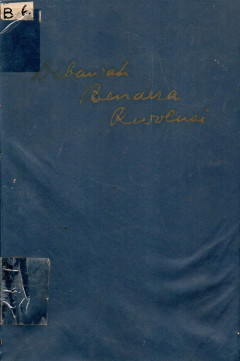 B 6.
Dibawah
Bendera
Revolusi